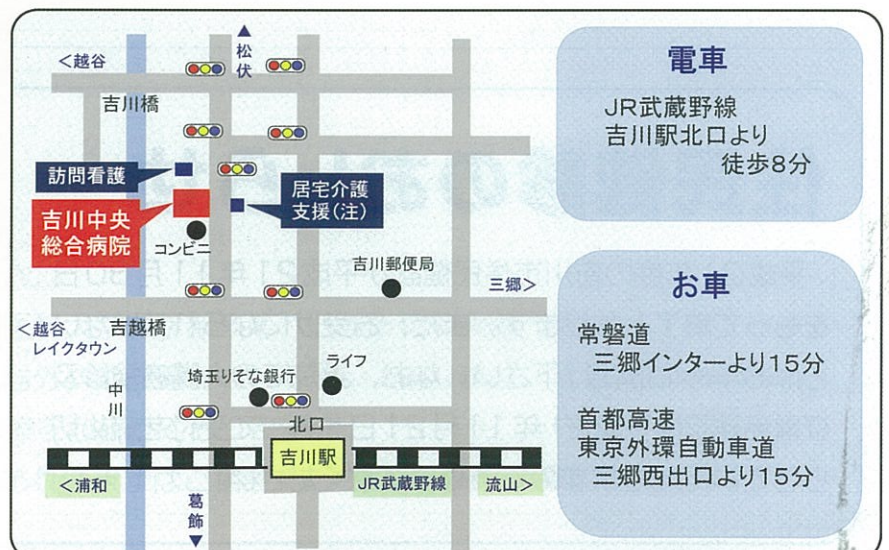 ▲松伏
<越谷
吉川橋
訪問看護
吉川中央
総合病院
居宅介護
支援(注)
コンビニ
吉川郵便局
三郷>
吉越橋
<越谷
レイクタウン
中川
埼玉りそな銀行
ライフ
北口
吉川駅
<浦和
JR武蔵野線
流山>
葛飾▼
電車
JR武蔵野線
吉川駅北口より
徒歩8分
お車
常磐道
三郷インターより15分
首都高速
東京外環自動車道
三郷西出口より15分